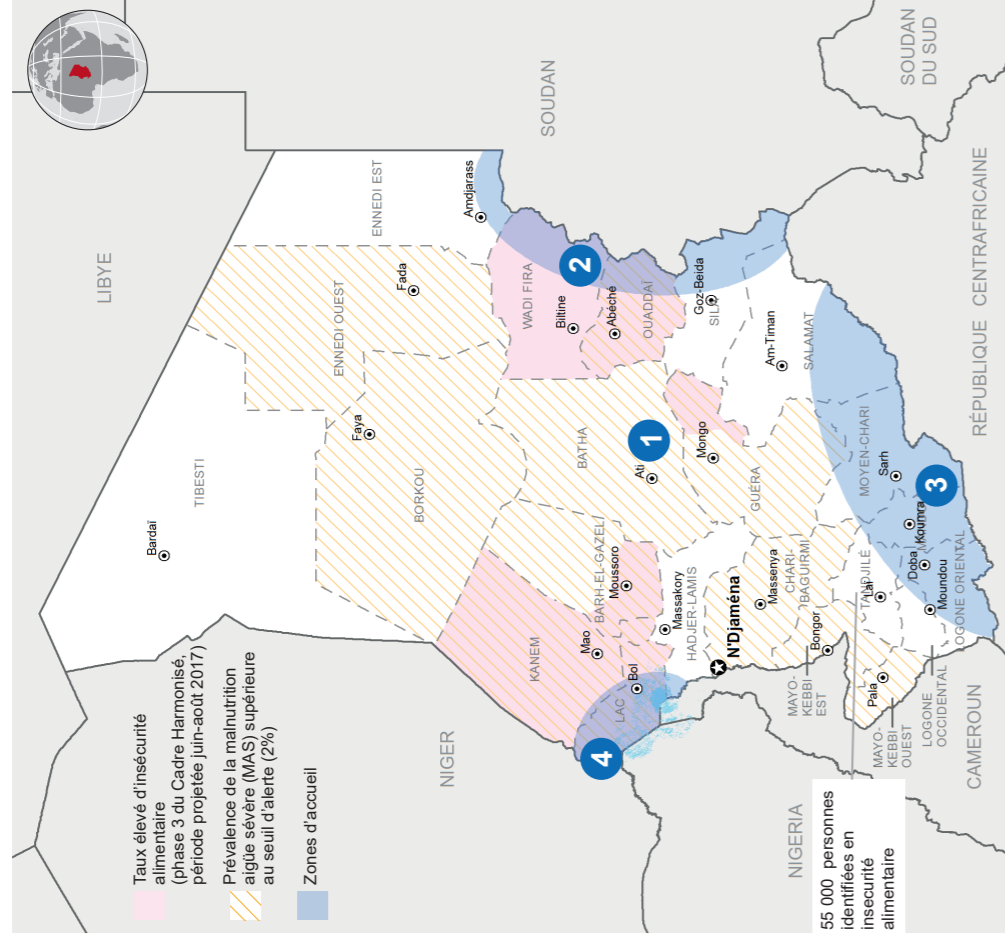 LIBYE
NIGER
NIGERIA
CAMEROUN
RÉPUBLIQUE CENTRAFRICAINE
SOUDAN
SOUDAN
DU SUD
Taux élevé d'insécurité
alimentaire
(phase 3 du Cadre Harmonisé,
période projetée juin-août 2017)
Prévalence de la malnutrition
aigüe sévère (MAS) supérieure
au seuil d'alerte (2%)
Zones d'accueil
55 000 personnes
identifiées en
insecurité
alimentaire
TIBESTI
Bardaï
ENNEDI EST
Amdjarass
ENNEDI OUEST
Fada
BORKOU
Faya
KANEM
Mao
BARH-EL-GAZEL
Moussoro
BATHA
Ati
1
WADI FIRA
Biltine
2
OUADDAÏ
Abéché
SILA
Goz-Beida
LAC
Bol
4
HADJER-LAMIS
Massakory
N'Djaména
GUÉRA
Mongo
SALAMAT
Am-Timan
CHARI-
BAGUIRMI
Massenya
MAYO-
KEBBI
EST
Bongor
MAYO-
KEBBI
OUEST
Pala
TANDJILÉ
Laï
LOGONE
OCCIDENTAL
Moundou
OGONE ORIENTAL
Doba
Koumra
MOYEN-CHARI
Sarh
3